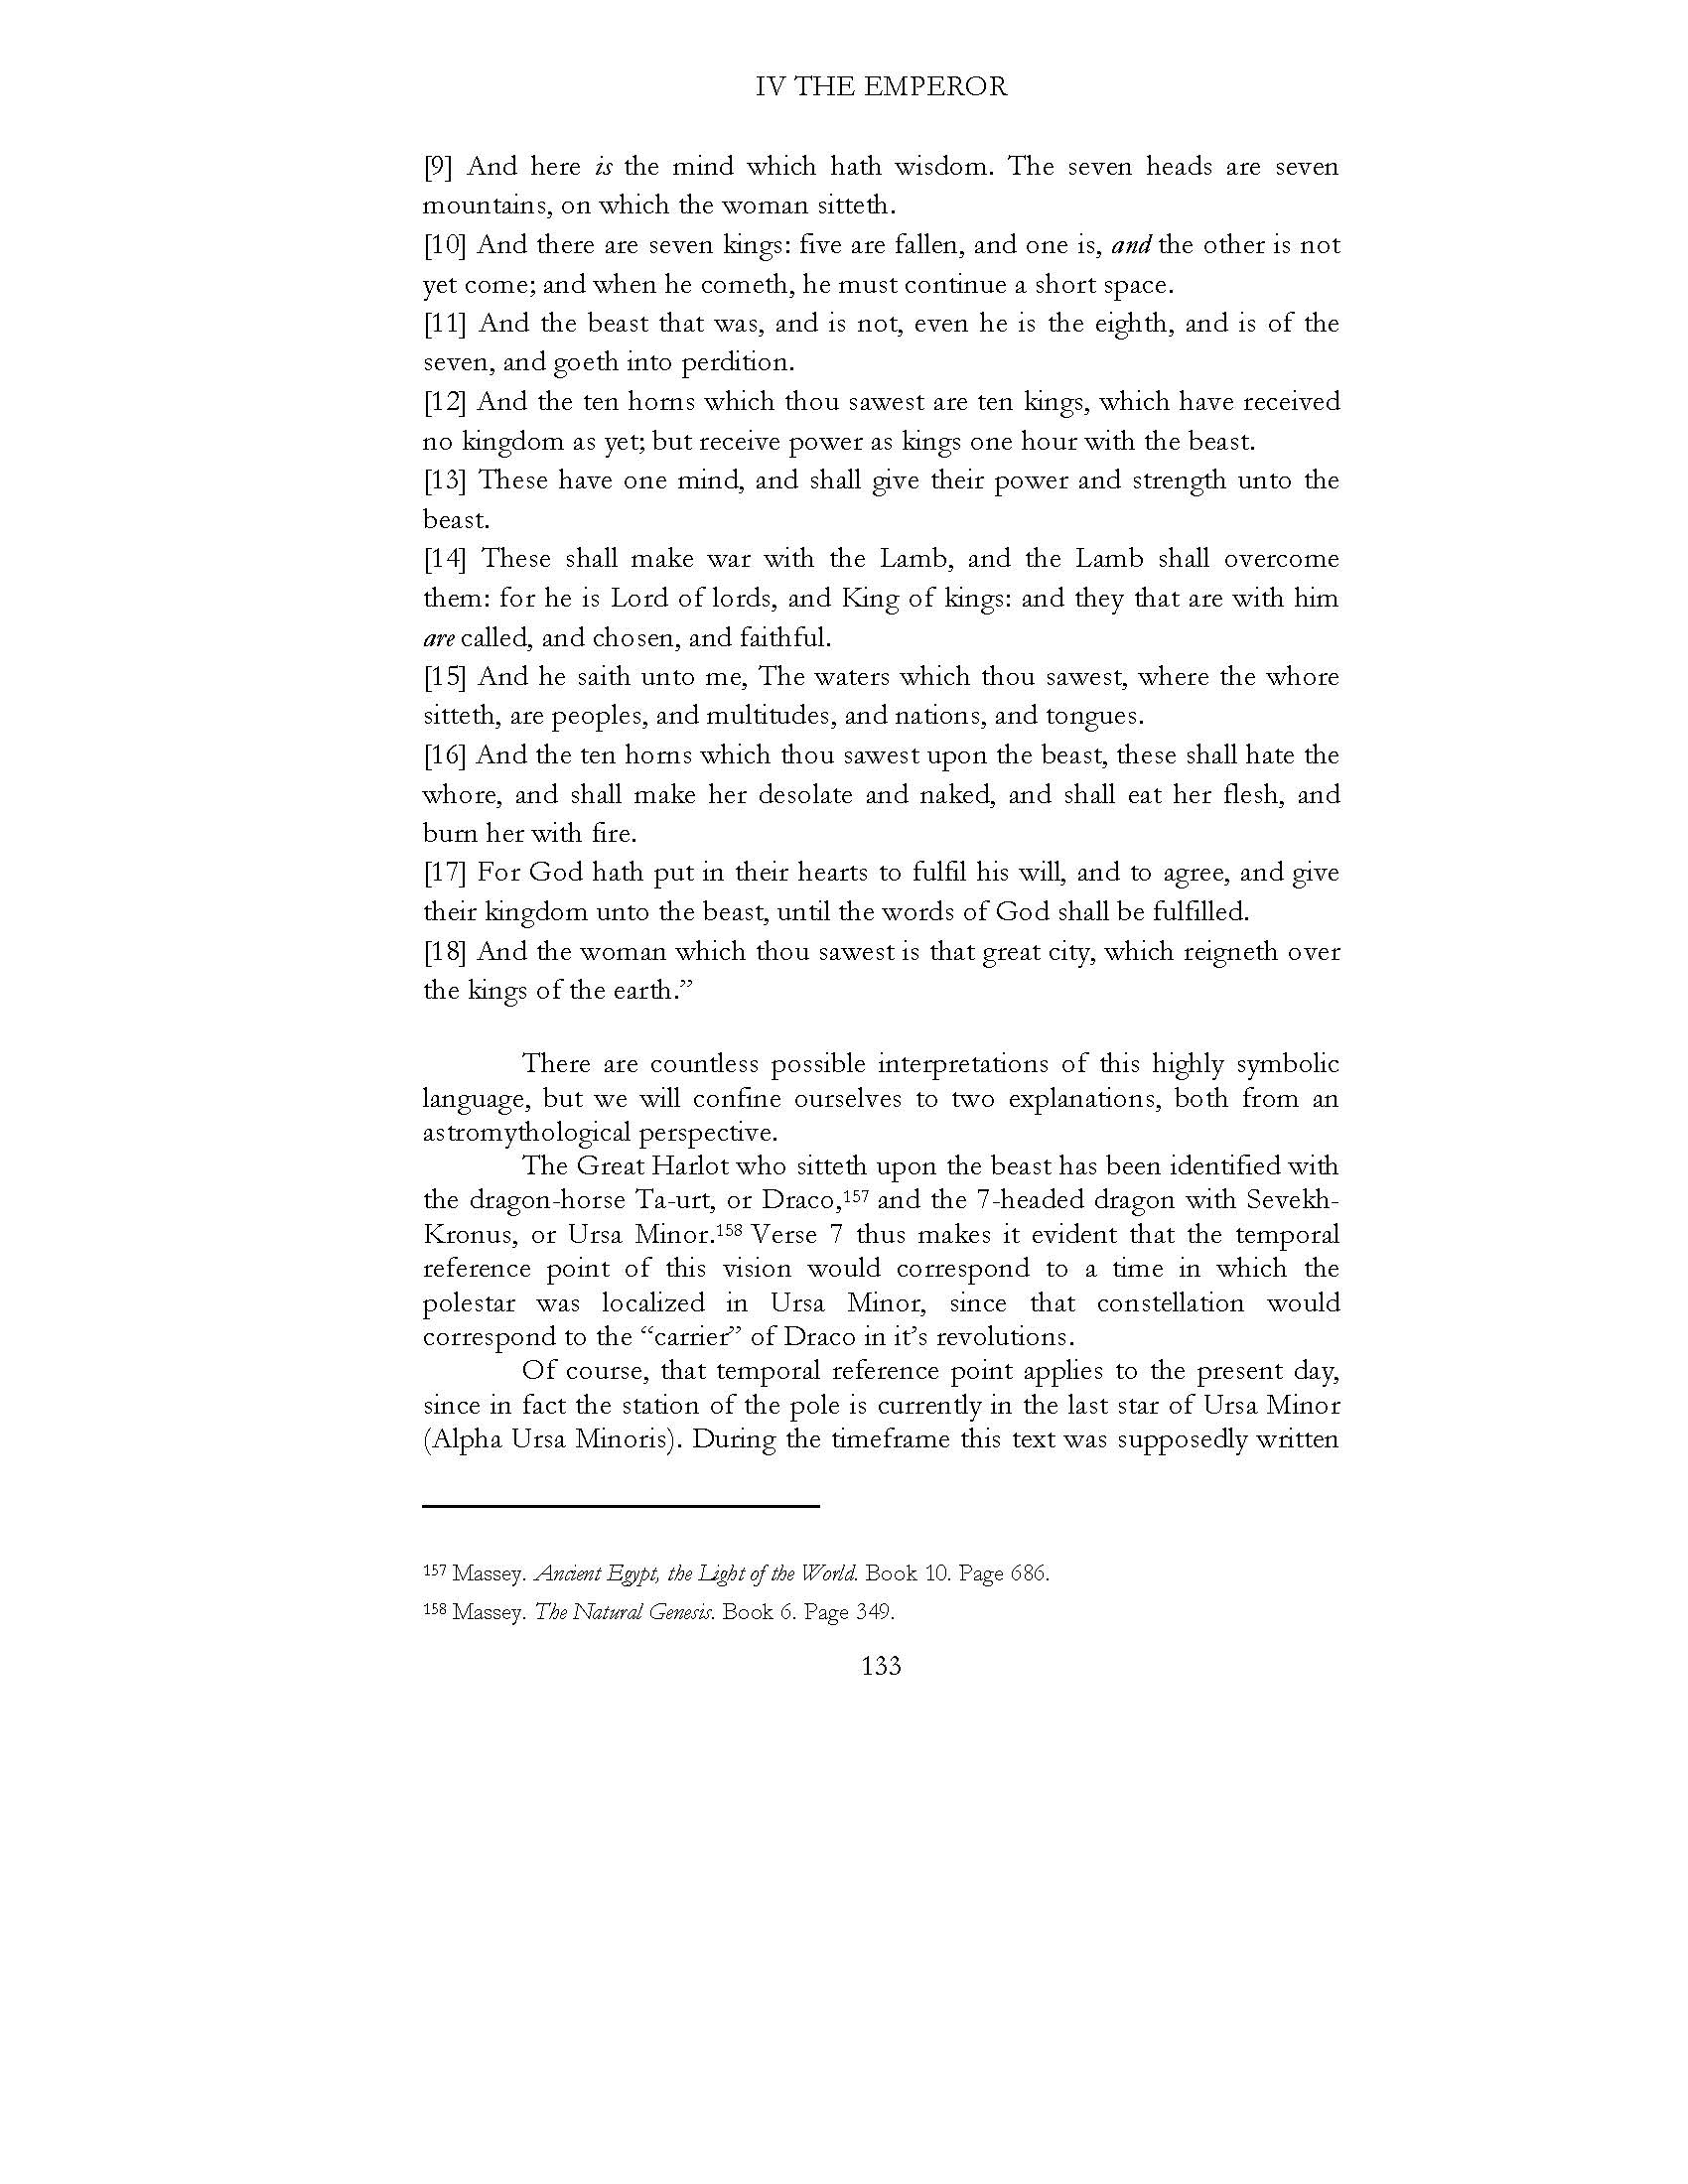 IV THE EMPEROR
[9] And here is the mind which hath wisdom. The seven heads are seven
mountains, on which the woman sitteth.
[10] And there are seven kings: five are fallen, and one is, and the other is not
yet come; and when he cometh, he must continue a short space.
[11] And the beast that was, and is not, even he is the eighth, and is of the
seven, and goeth into perdition.
[12] And the ten horns which thou sawest are ten kings, which have received
no kingdom as yet; but receive power as kings one hour with the beast.
[13] These have one mind, and shall give their power and strength unto the
beast.
[14] These shall make war with the Lamb, and the Lamb shall overcome
them: for he is Lord of lords, and King of kings: and they that are with him
are called, and chosen, and faithful.
[15] And he saith unto me, The waters which thou sawest, where the whore
sitteth, are peoples, and multitudes, and nations, and tongues.
[16] And the ten horns which thou sawest upon the beast, these shall hate the
whore, and shall make her desolate and naked, and shall eat her flesh, and
burn her with fire.
[17] For God hath put in their hearts to fulfil his will, and to agree, and give
their kingdom unto the beast, until the words of God shall be fulfilled.
[18] And the woman which thou sawest is that great city, which reigneth over
the kings of the earth.”
There are countless possible interpretations of this highly symbolic
language, but we will confine ourselves to two explanations, both from an
astromythological perspective.
The Great Harlot who sitteth upon the beast has been identified with
the dragon-horse Ta-urt, or Draco,157 and the 7-headed dragon with Sevekh-
Kronus, or Ursa Minor.158 Verse 7 thus makes it evident that the temporal
reference point of this vision would correspond to a time in which the
polestar was localized in Ursa Minor, since that constellation would
correspond to the “carrier” of Draco in it’s revolutions.
Of course, that temporal reference point applies to the present day,
since in fact the station of the pole is currently in the last star of Ursa Minor
(Alpha Ursa Minoris). During the timeframe this text was supposedly written
157 Massey. Ancient Egypt, the Light of the World. Book 10. Page 686.
158 Massey. The Natural Genesis. Book 6. Page 349.
133